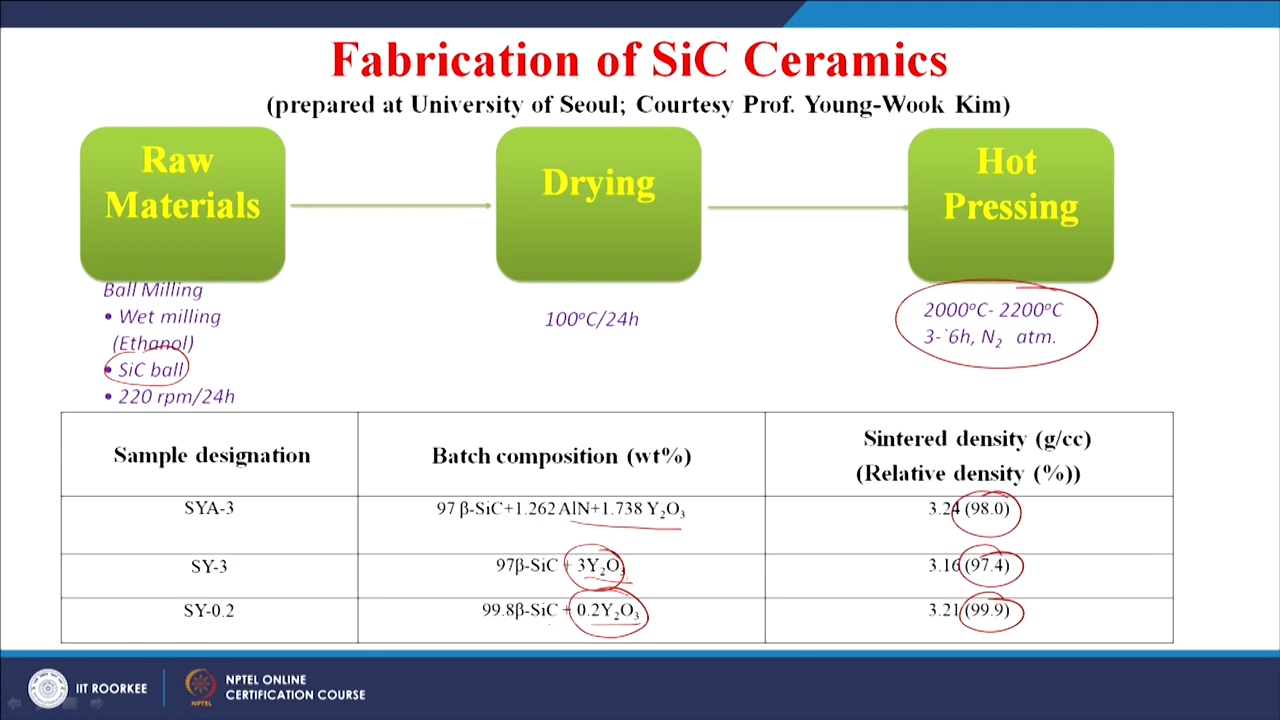 Fabrication of SiC Ceramics
(prepared at University of Seoul; Courtesy Prof. Young-Wook Kim)
Raw
Materials
Drying
Hot
Pressing
Ball Milling
• Wet milling
(Ethanol)
• SiC ball
• 220 rpm/24h
100°C/24h
2000°C- 2200°C
3-`6h, N₂ atm.
Sample designation
Batch composition (wt%)
Sintered density (g/cc)
(Relative density (%))
SYA-3
97 β-SiC+1.262 AlN+1.738 Y₂O₃
3.24 (98.0)
SY-3
97β-SiC + 3Y₂O₃
3.16 (97.4)
SY-0.2
99.8β-SiC + 0.2Y₂O₃
3.21 (99.9)
IIT ROORKEE
NPTEL
NPTEL ONLINE
CERTIFICATION COURSE